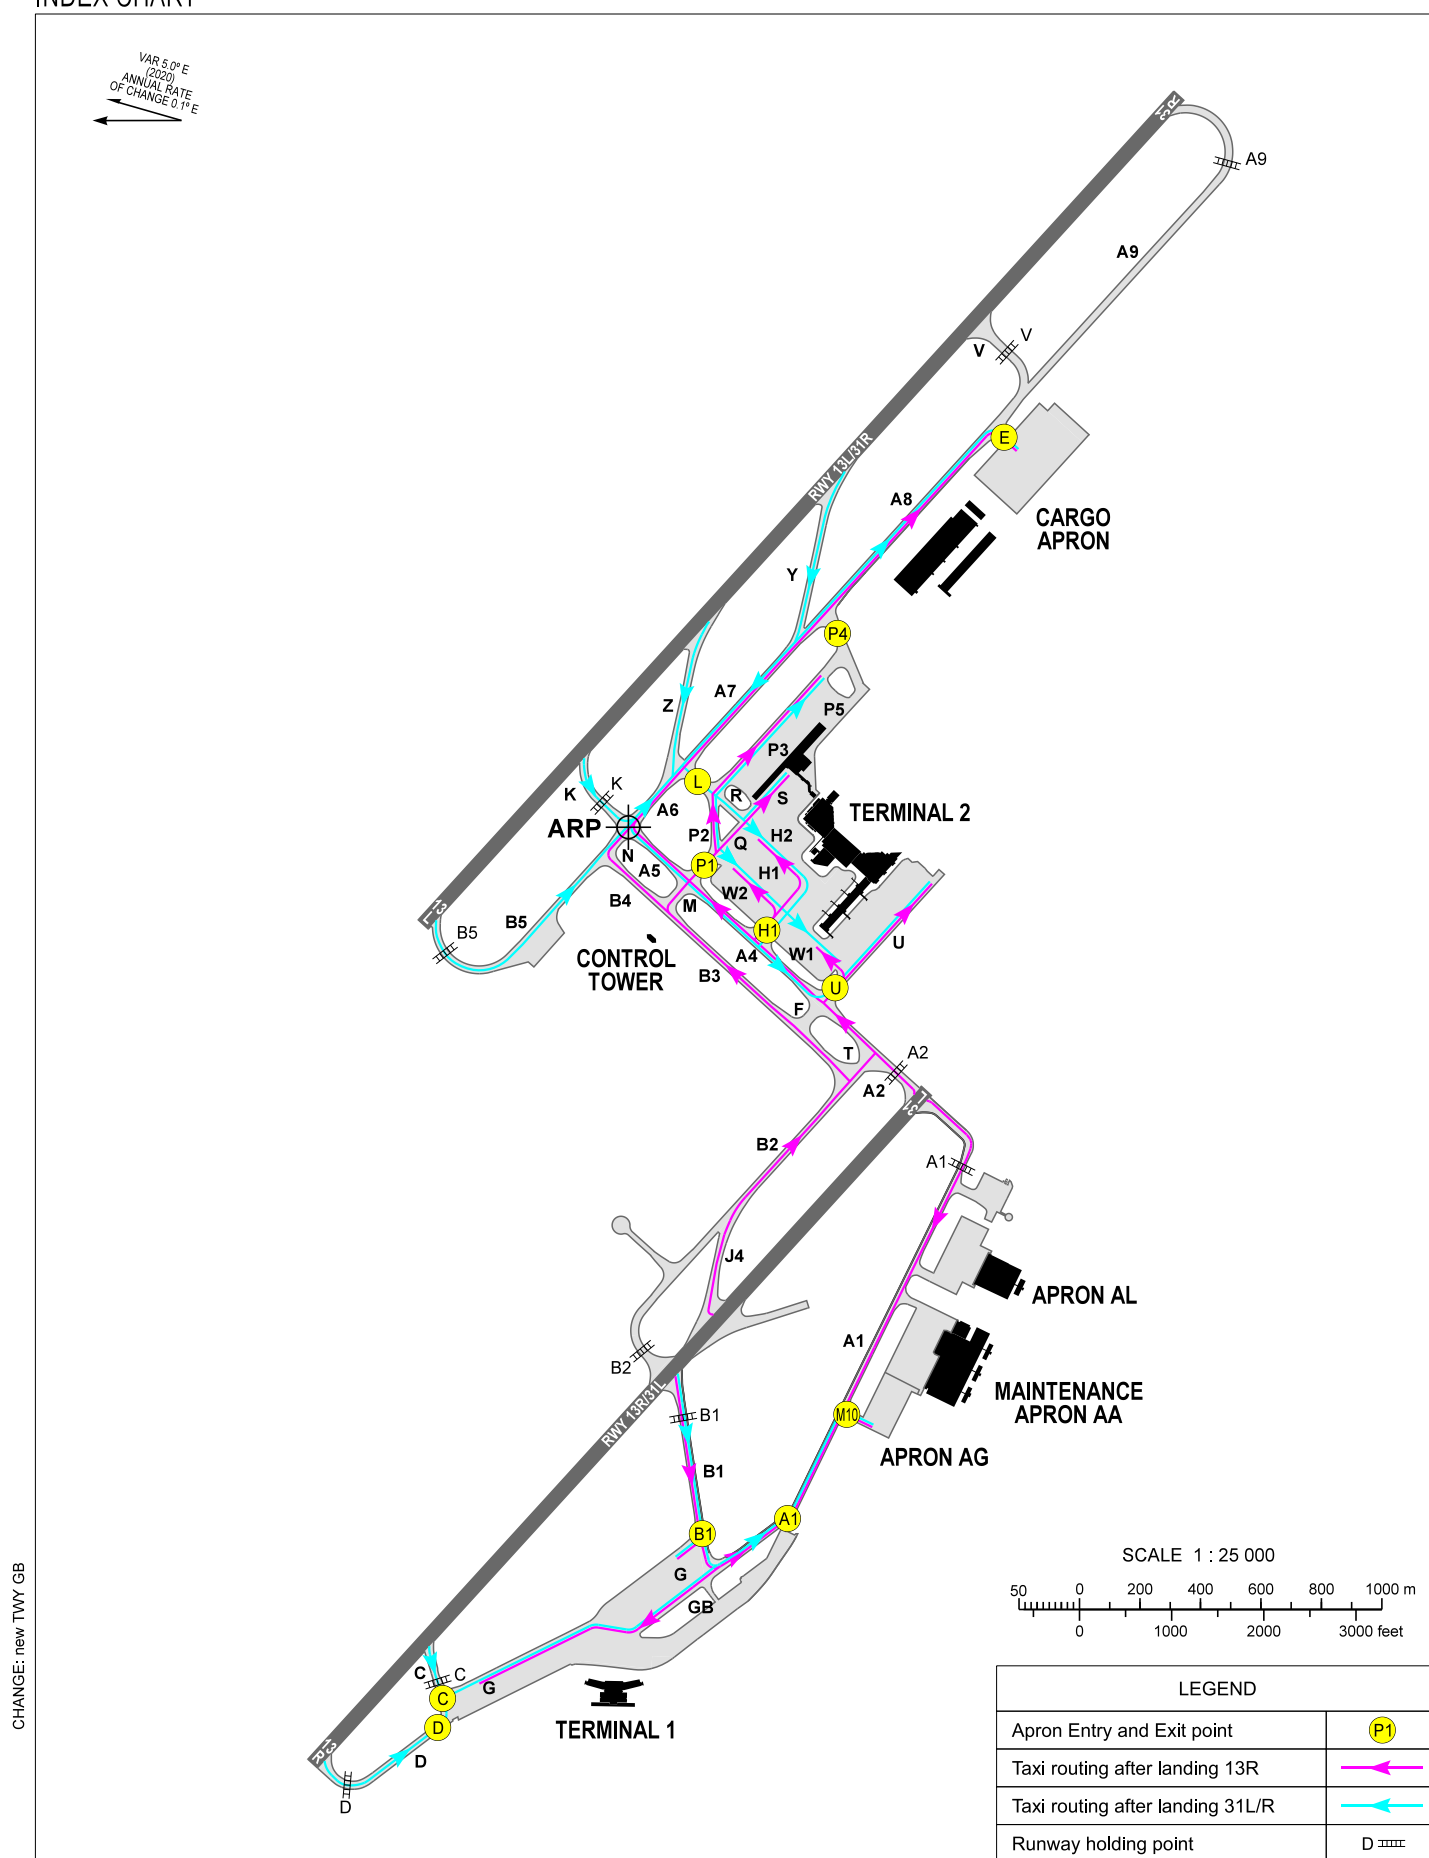 INDEX CHART
VAR 5.0° E
(2020)
ANNUAL RATE
OF CHANGE 0.1° E
31R
A9
A9
V
V
E
RWY 13L/31R
A8
CARGO
APRON
Y
P4
A7
Z
P5
P3
L
K
K
R
S
A6
ARP
TERMINAL 2
P2
Q
H2
N
P1
A5
H1
B4
W2
M
13L
B5
B5
H1
CONTROL
TOWER
A4
W1
U
B3
U
F
T
A2
A2
31L
B2
A1
J4
APRON AL
A1
B2
MAINTENANCE
APRON AA
RWY 13R/31L
B1
M10
APRON AG
B1
A1
B1
SCALE 1 : 25 000
G
50 0 200 400 600 800 1000 m
GB
0 1000 2000 3000 feet
CHANGE: new TWY GB
C
C
G
C
D
TERMINAL 1
13R
D
D
LEGEND
Apron Entry and Exit point P1
Taxi routing after landing 13R
Taxi routing after landing 31L/R
Runway holding point D